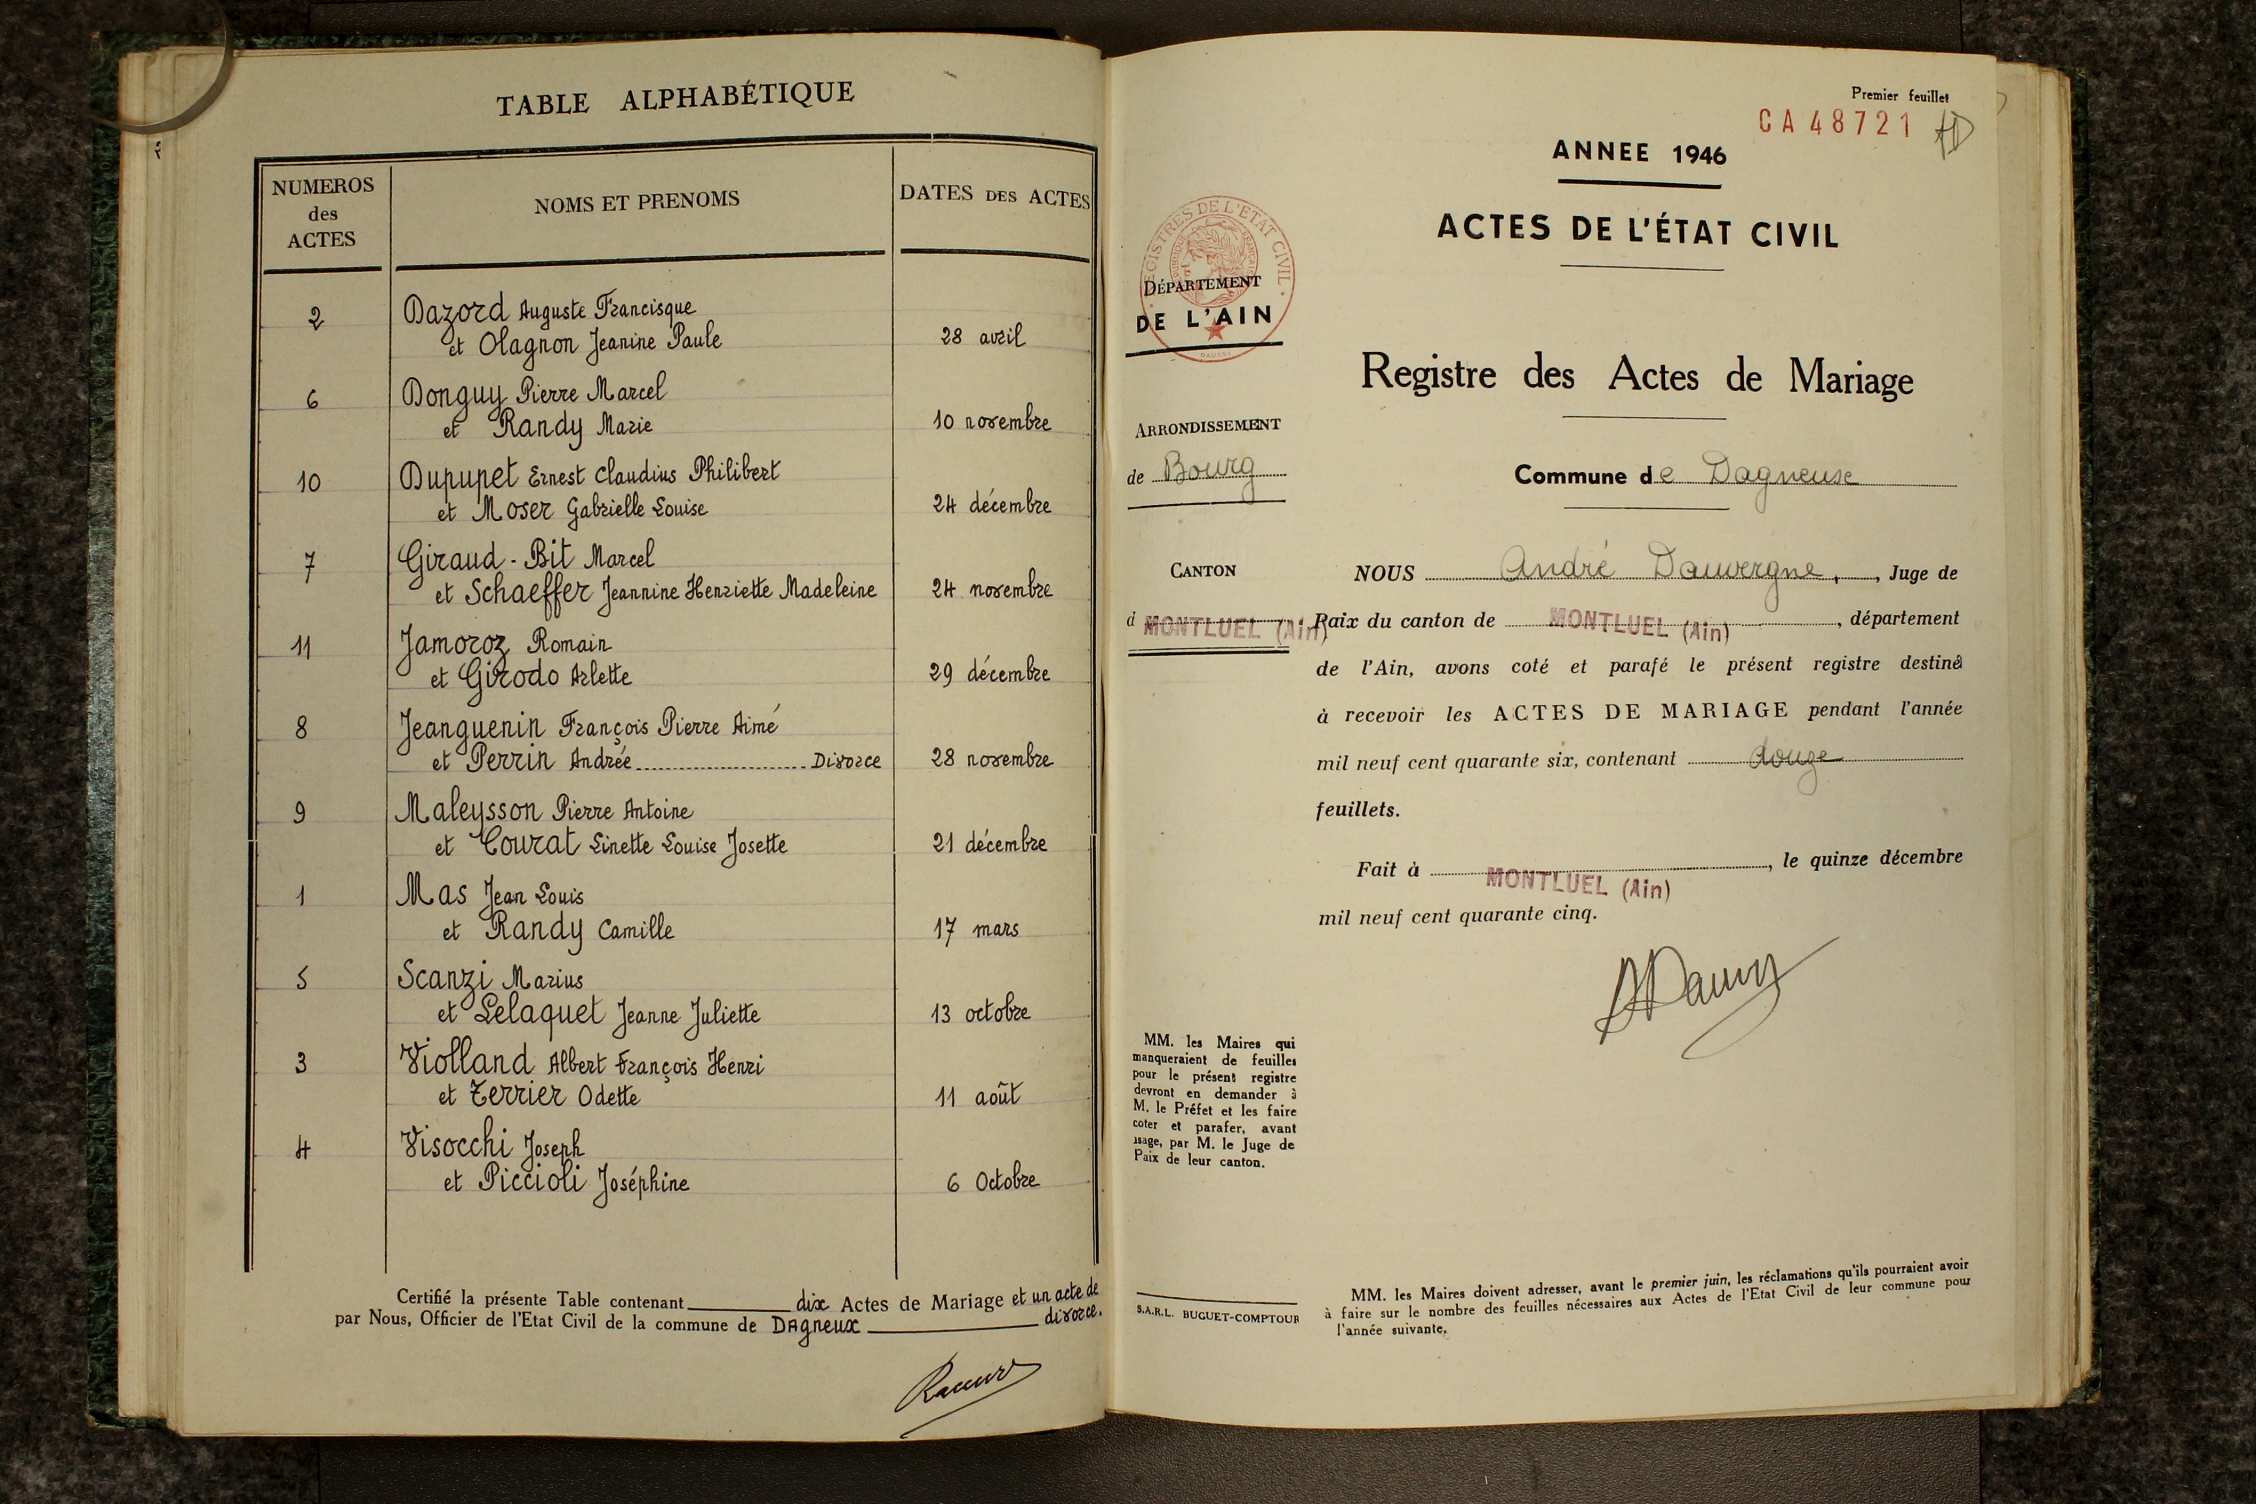 TABLE ALPHABÉTIQUE
NUMEROS
des
ACTES
NOMS ET PRENOMS
DATES DES ACTES
2
Dazord Auguste Francisque
et Olagnon Jeanine Paule
28 avril
6
Donguy Pierre Marcel
et Randy Marie
10 novembre
10
Dupupet Ernest Claudius Philibert
et Moser Gabrielle Louise
24 décembre
7
Giraud-Bit Marcel
et Schaeffer Jeannine Henriette Madeleine
24 novembre
11
Jamoroz Romain
et Girodo Arlette
29 décembre
8
Jeanguenin François Pierre Aimé
et Perrin Andrée Divorce
28 novembre
9
Maleysson Pierre Antoine
et Courat Linette Louise Josette
21 décembre
1
Mas Jean Louis
et Randy Camille
17 mars
5
Scanzi Marius
et Lelaquet Jeanne Juliette
13 octobre
3
Violland Albert François Henri
et Terrier Odette
11 août
4
Visocchi Joseph
et Piccioli Joséphine
6 Octobre
Certifié la présente Table contenant dix Actes de Mariage et un acte de
divorce.
par Nous, Officier de l'Etat Civil de la commune de Dagneux
Premier feuillet
CA48721 AD
ANNEE 1946
ACTES DE L'ÉTAT CIVIL
REGISTRES DE L'ETAT CIVIL
DÉPARTEMENT
DE L'AIN
Registre des Actes de Mariage
ARRONDISSEMENT
de Bourg
Commune de Dagneux
CANTON
d MONTLUEL (Ain)
NOUS André Dauvergne, , Juge de
Paix du canton de MONTLUEL (Ain) , département
de l'Ain, avons coté et parafé le présent registre destiné
à recevoir les ACTES DE MARIAGE pendant l'année
mil neuf cent quarante six, contenant douze
feuillets.
Fait à MONTLUEL (Ain) , le quinze décembre
mil neuf cent quarante cinq.
MM. les Maires qui
manqueraient de feuilles
pour le présent registre
devront en demander à
M. le Préfet et les faire
coter et parafer, avant
usage, par M. le Juge de
Paix de leur canton.
S.A.R.L. BUGUET-COMPTOUR
MM. les Maires doivent adresser, avant le premier juin, les réclamations qu'ils pourraient avoir
à faire sur le nombre des feuilles nécessaires aux Actes de l'Etat Civil de leur commune pour
l'année suivante.